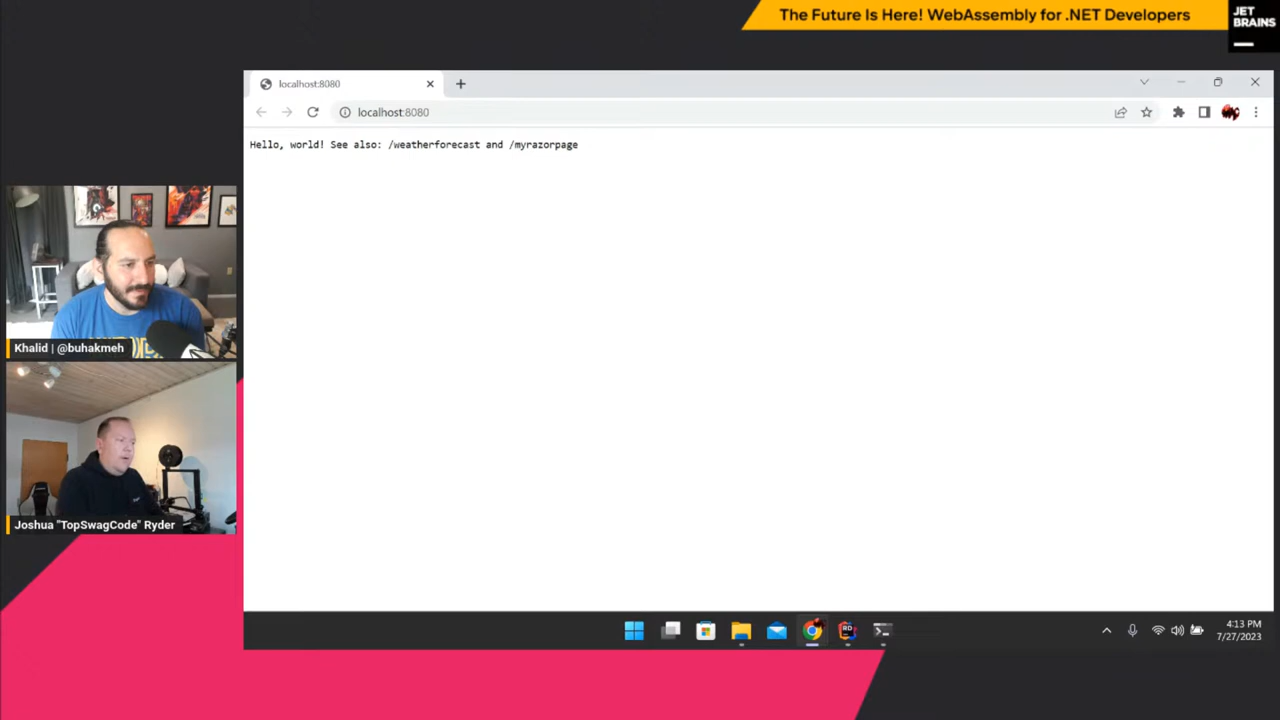 The Future Is Here! WebAssembly for .NET Developers
JET
BRAINS
localhost:8080
localhost:8080
Hello, world! See also: /weatherforecast and /myrazorpage
Khalid | @buhakmeh
Joshua "TopSwagCode" Ryder
RD
4:13 PM
7/27/2023